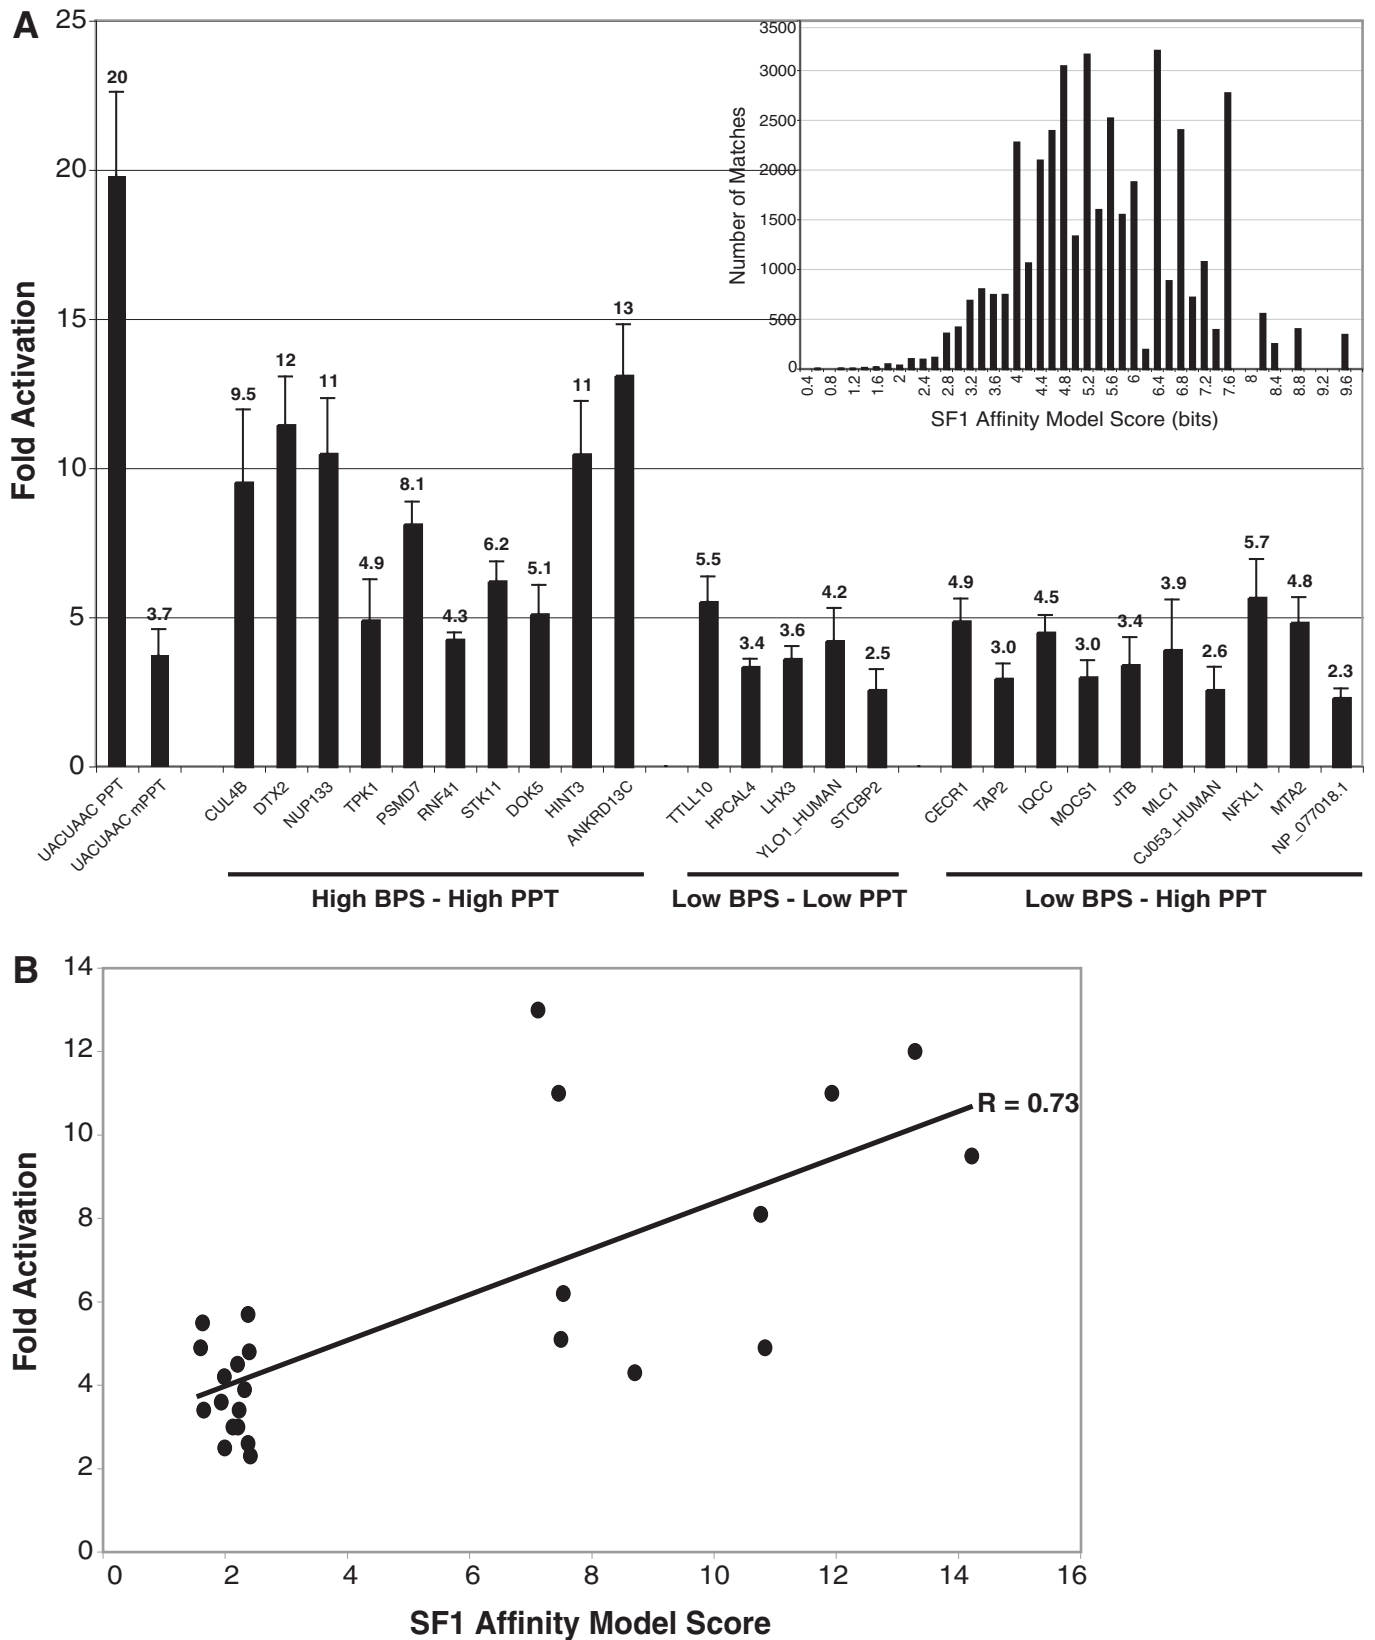 A
25
20
15
10
5
0
Fold Activation
20
3.7
9.5
12
11
4.9
8.1
4.3
6.2
5.1
11
13
5.5
3.4
3.6
4.2
2.5
4.9
3.0
4.5
3.0
3.4
3.9
2.6
5.7
4.8
2.3
UACUAAC PPT
UACUAAC mPPT
CUL4B
DTX2
NUP133
TPK1
PSMD7
RNF41
STK11
DOK5
HINT3
ANKRD13C
TTLL10
HPCAL4
LHX3
YLO1_HUMAN
STCBP2
CECR1
TAP2
IQCC
MOCS1
JTB
MLC1
CJ053_HUMAN
NFXL1
MTA2
NP_077018.1
High BPS - High PPT
Low BPS - Low PPT
Low BPS - High PPT
3500
3000
2500
2000
1500
1000
500
0
Number of Matches
0.4
0.8
1.2
1.6
2
2.4
2.8
3.2
3.6
4
4.4
4.8
5.2
5.6
6
6.4
6.8
7.2
7.6
8
8.4
8.8
9.2
9.6
SF1 Affinity Model Score (bits)
B
14
12
10
8
6
4
2
0
Fold Activation
R = 0.73
0
2
4
6
8
10
12
14
16
SF1 Affinity Model Score